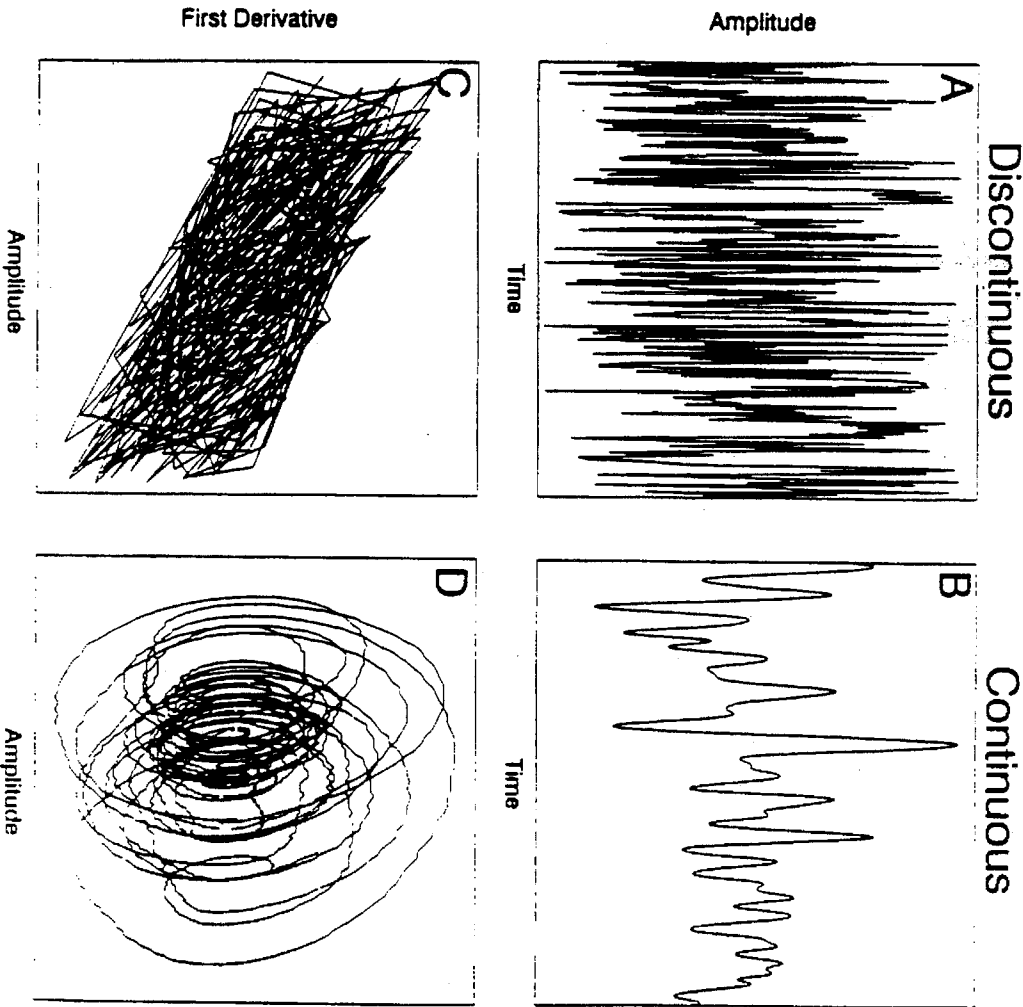 Discontinuous
Continuous
A
B
Amplitude
Time
Time
C
D
First Derivative
Amplitude
Amplitude